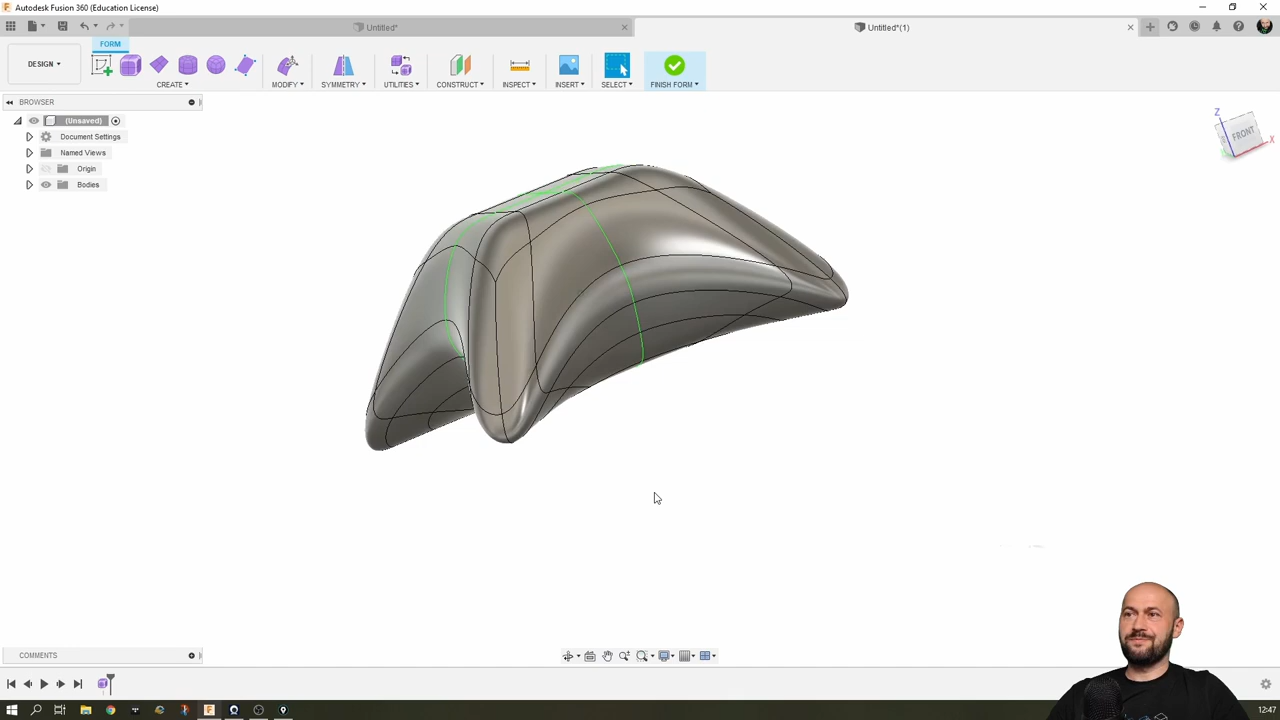 Autodesk Fusion 360 (Education License)
Untitled*
Untitled*(1)
FORM
DESIGN
CREATE
MODIFY
SYMMETRY
UTILITIES
CONSTRUCT
INSPECT
INSERT
SELECT
FINISH FORM
BROWSER
(Unsaved)
Document Settings
Named Views
Origin
Bodies
Z
FRONT
X
COMMENTS
12:47